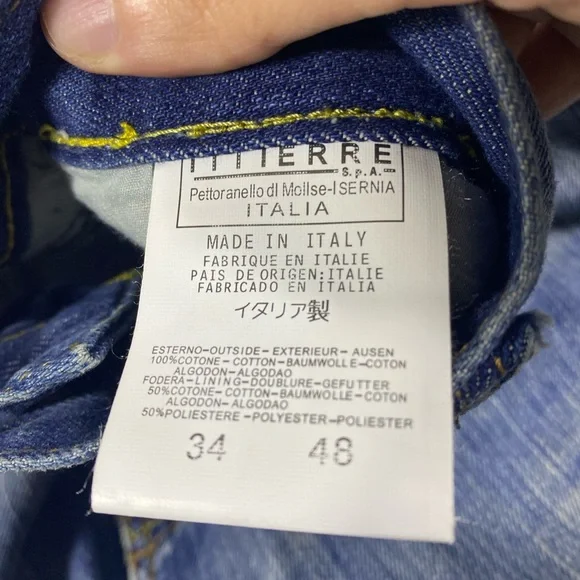 ITTIERRE
S.p.A.
Pettoranello di Moilse-ISERNIA
ITALIA
MADE IN ITALY
FABRIQUE EN ITALIE
PAIS DE ORIGEN:ITALIE
FABRICADO EN ITALIA
イタリア製
ESTERNO-OUTSIDE-EXTERIEUR-AUSEN
100%COTONE-COTTON-BAUMWOLLE-COTON
ALGODON-ALGODAO
FODERA-LINING-DOUBLURE-GEFUTTER
50%COTONE-COTTON-BAUMWOLLE-COTON
ALGODON-ALGODAO
50%POLIESTERE-POLYESTER-POLIESTER
34 48